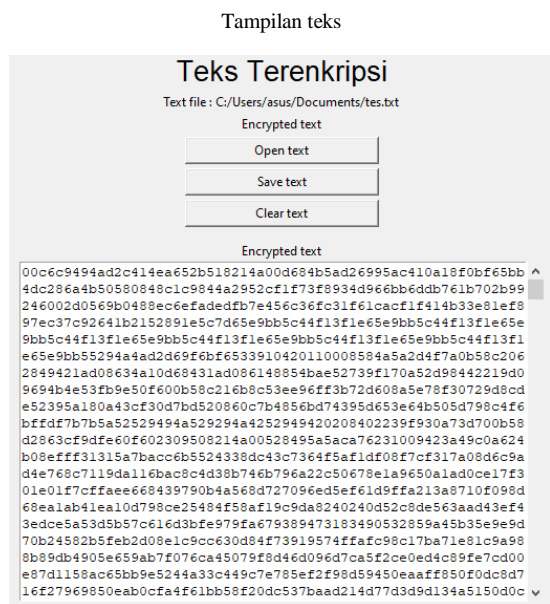 Tampilan teks
Teks Terenkripsi
Text file : C:/Users/asus/Documents/tes.txt
Encrypted text
Open text
Save text
Clear text
Encrypted text
00c6c9494ad2c414ea652b518214a00d684b5ad26995ac410a18f0bf65bb
4dc286a4b50580848c1c9844a2952cf1f73f8934d966bb6ddb761b702b99
246002d0569b0488ec6efadedfb7e456c36fc31f61cacf1f414b33e81ef8
97ec37c92641b2152891e5c7d65e9bb5c44f13f1e65e9bb5c44f13f1e65e
9bb5c44f13f1e65e9bb5c44f13f1e65e9bb5c44f13f1e65e9bb5c44f13f1
e65e9bb55294a4ad2d69f6bf6533910420110008584a5a2d4f7a0b58c206
2849421ad08634a10d68431ad086148854bae52739f170a52d98442219d0
9694b4e53fb9e50f600b58c216b8c53ee96ff3b72d608a5e78f30729d8cd
e52395a180a43cf30d7bd520860c7b4856bd74395d653e64b505d798c4f6
bffdf7b7b5a52529494a529294a4252949420208402239f930a73d700b58
d2863cf9dfe60f602309508214a00528495a5aca76231009423a49c0a624
b08efff31315a7bacc6b5524338dc43c7364f5af1df08f7cf317a08d6c9a
d4e768c7119da116bac8c4d38b746b796a22c50678e1a9650a1ad0ce17f3
01e01f7cffaee668439790b4a568d727096ed5ef61d9ffa213a8710f098d
68ea1ab41ea10d798ce25484f58af19c9da8240240d52c8de563aad43ef4
3edce5a53d5b57c616d3bfe979fa67938947318349053​2859a45b35e9e9d
70b24582b5feb2d08e1c9cc630d84f73919574ffafc98c17ba71e81c9a98
8b89db4905e659ab7f076ca45079f8d46d096d7ca5f2ce0ed4c89fe7cd00
e87d1158ac65bb9e5244a33c449c7e785ef2f98d59450eaaff850f0dc8d7
16f27969850eab0cfa4f61bb58f20dc537baad214d77d3d9d134a5150d0c